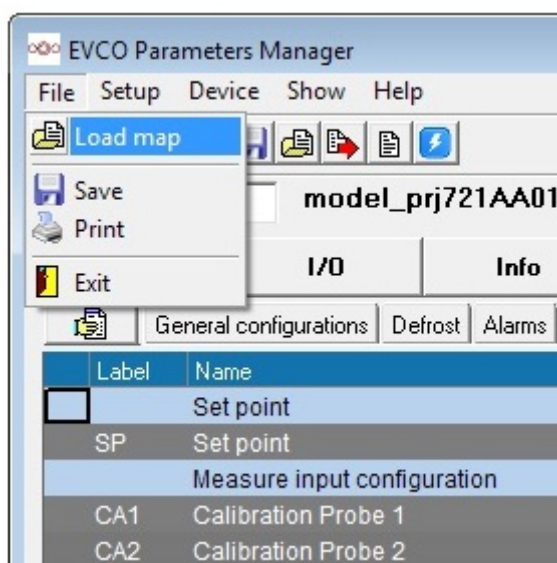 EVCO Parameters Manager
File Setup Device Show Help
Load map
Save
model_prj721AA01
Print
I/O Info
Exit
General configurations Defrost Alarms
Label Name
Set point
SP Set point
Measure input configuration
CA1 Calibration Probe 1
CA2 Calibration Probe 2